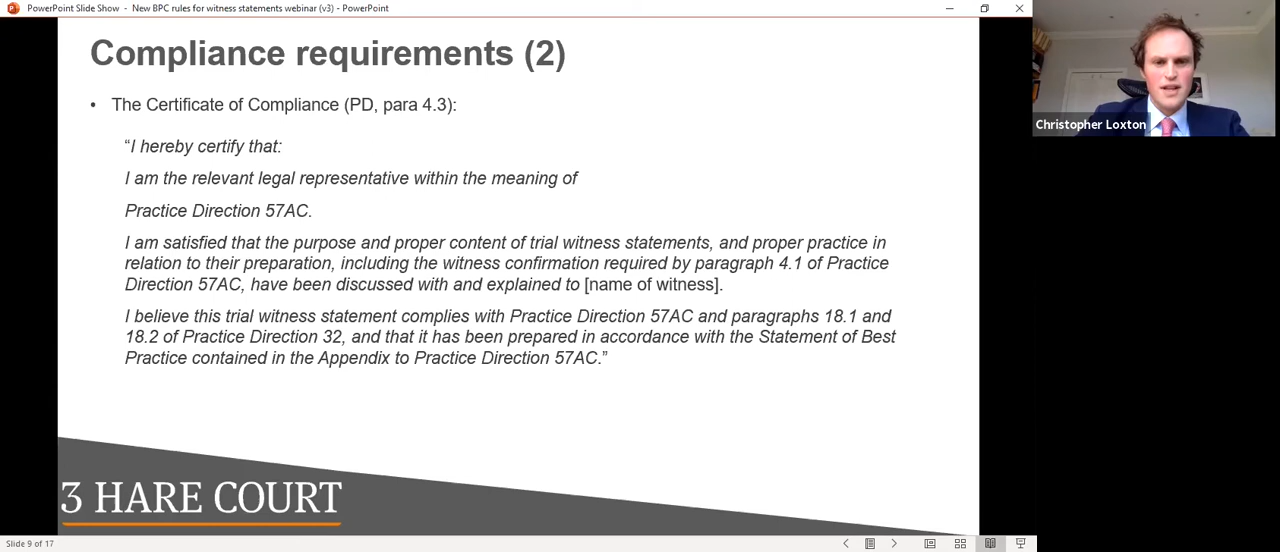 PowerPoint Slide Show - New BPC rules for witness statements webinar (v3) - PowerPoint
Compliance requirements (2)
• The Certificate of Compliance (PD, para 4.3):
“I hereby certify that:
I am the relevant legal representative within the meaning of
Practice Direction 57AC.
I am satisfied that the purpose and proper content of trial witness statements, and proper practice in
relation to their preparation, including the witness confirmation required by paragraph 4.1 of Practice
Direction 57AC, have been discussed with and explained to [name of witness].
I believe this trial witness statement complies with Practice Direction 57AC and paragraphs 18.1 and
18.2 of Practice Direction 32, and that it has been prepared in accordance with the Statement of Best
Practice contained in the Appendix to Practice Direction 57AC.”
3 HARE COURT
Slide 9 of 17
Christopher Loxton